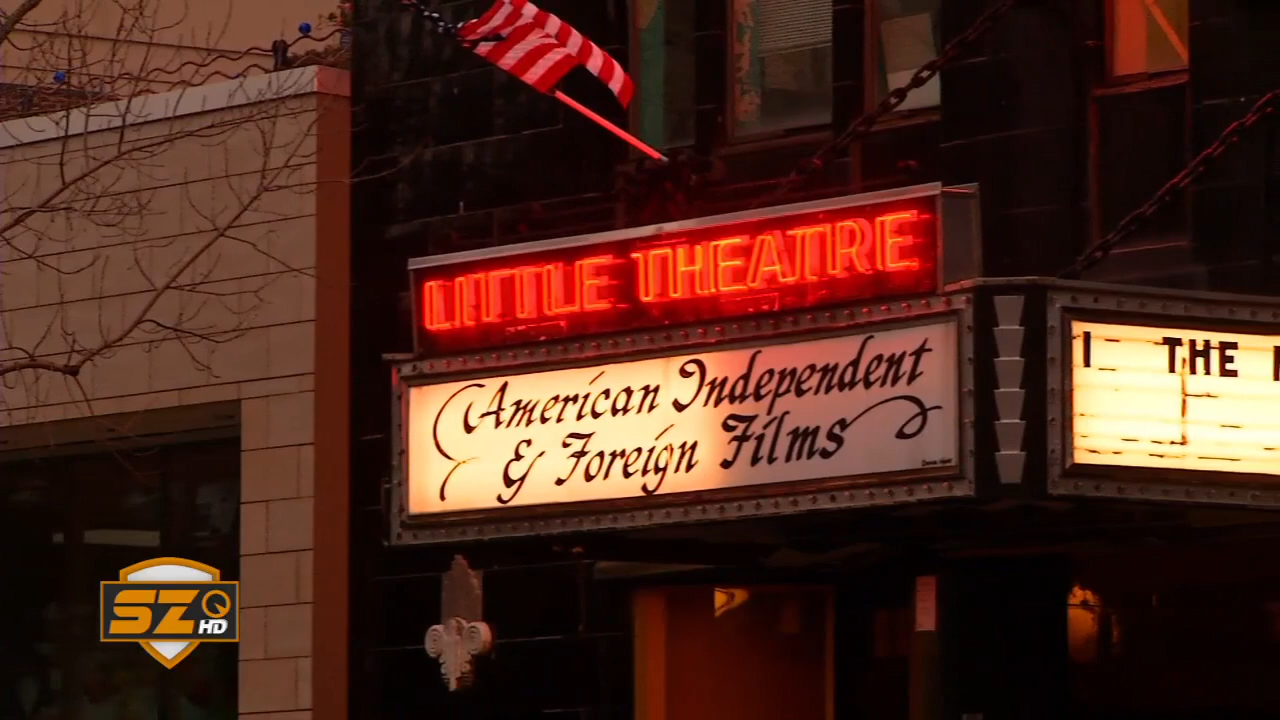 LITTLE THEATRE
American Independent
& Foreign Films
I THE
SZ
HD